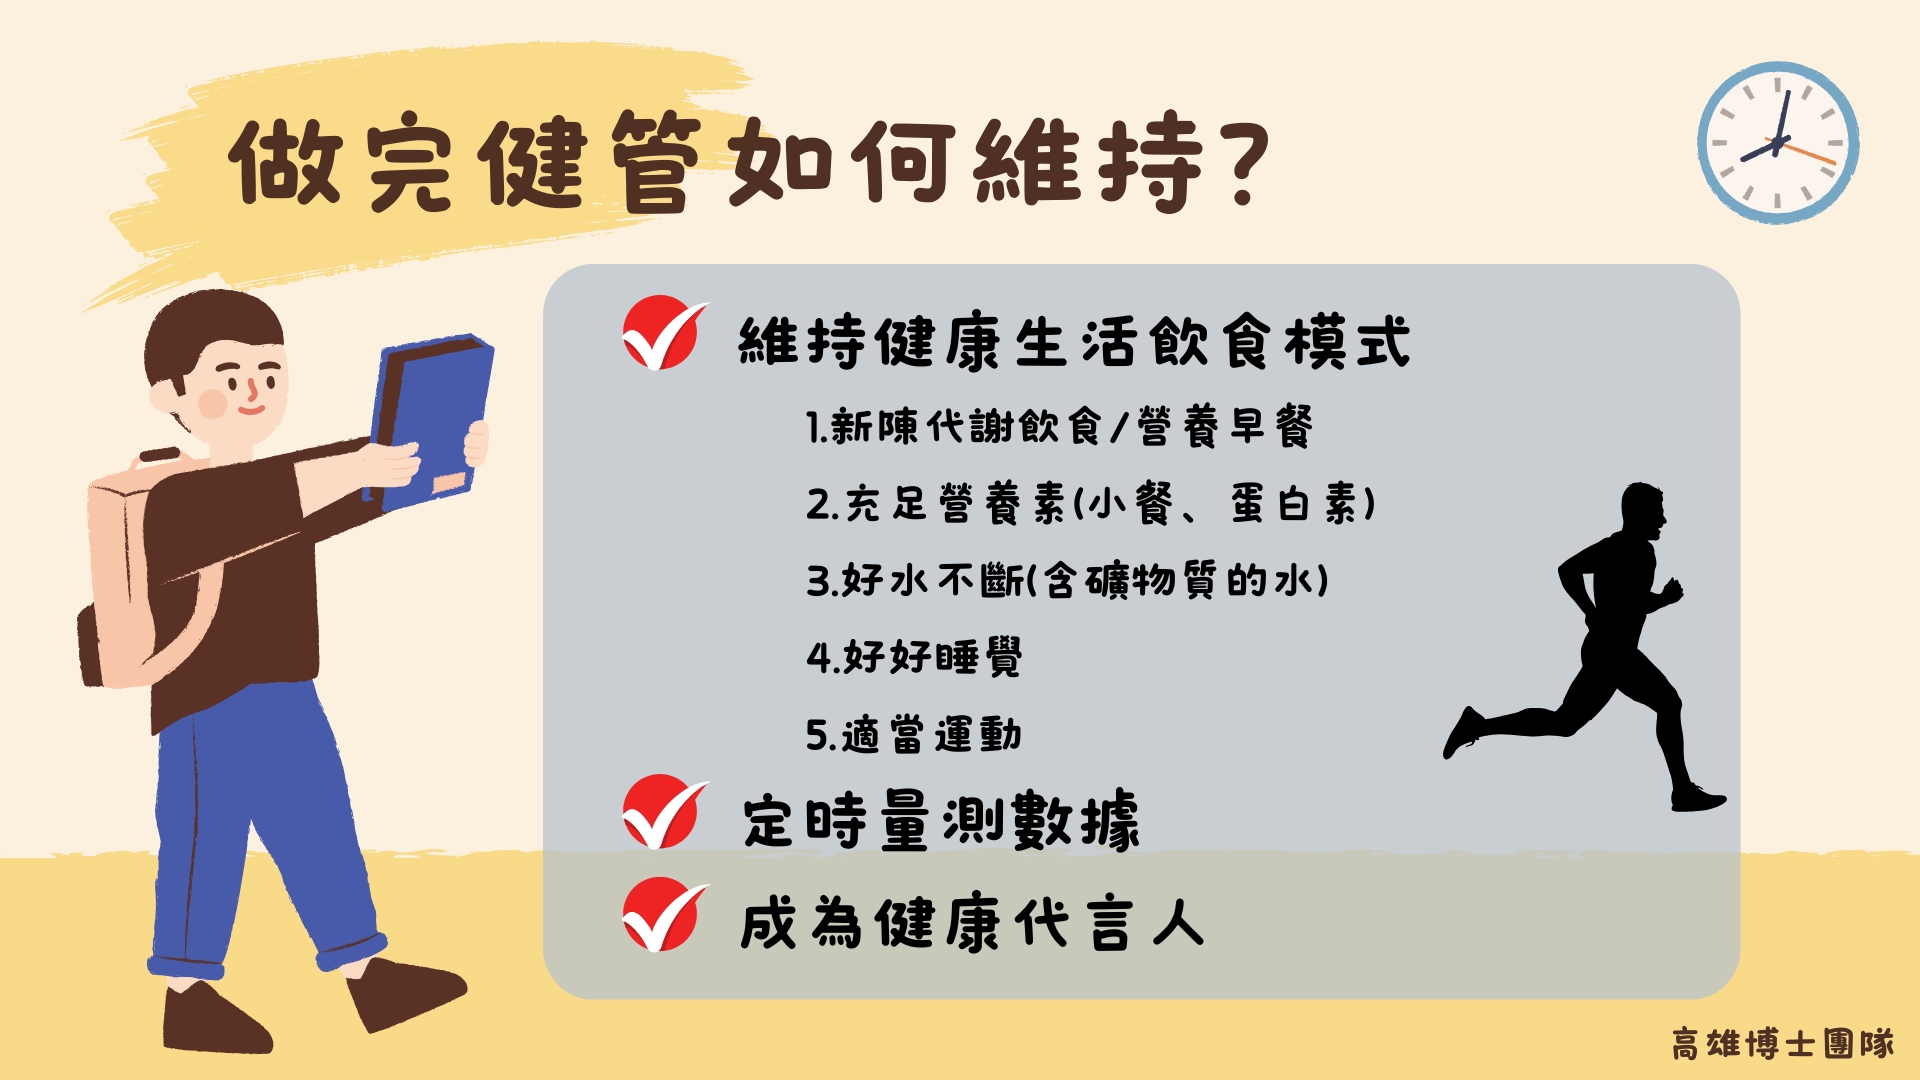 做完健管如何維持?
維持健康生活飲食模式
1.新陳代謝飲食/營養早餐
2.充足營養素(小餐、蛋白素)
3.好水不斷(含礦物質的水)
4.好好睡覺
5.適當運動
定時量測數據
成為健康代言人
高雄博士團隊